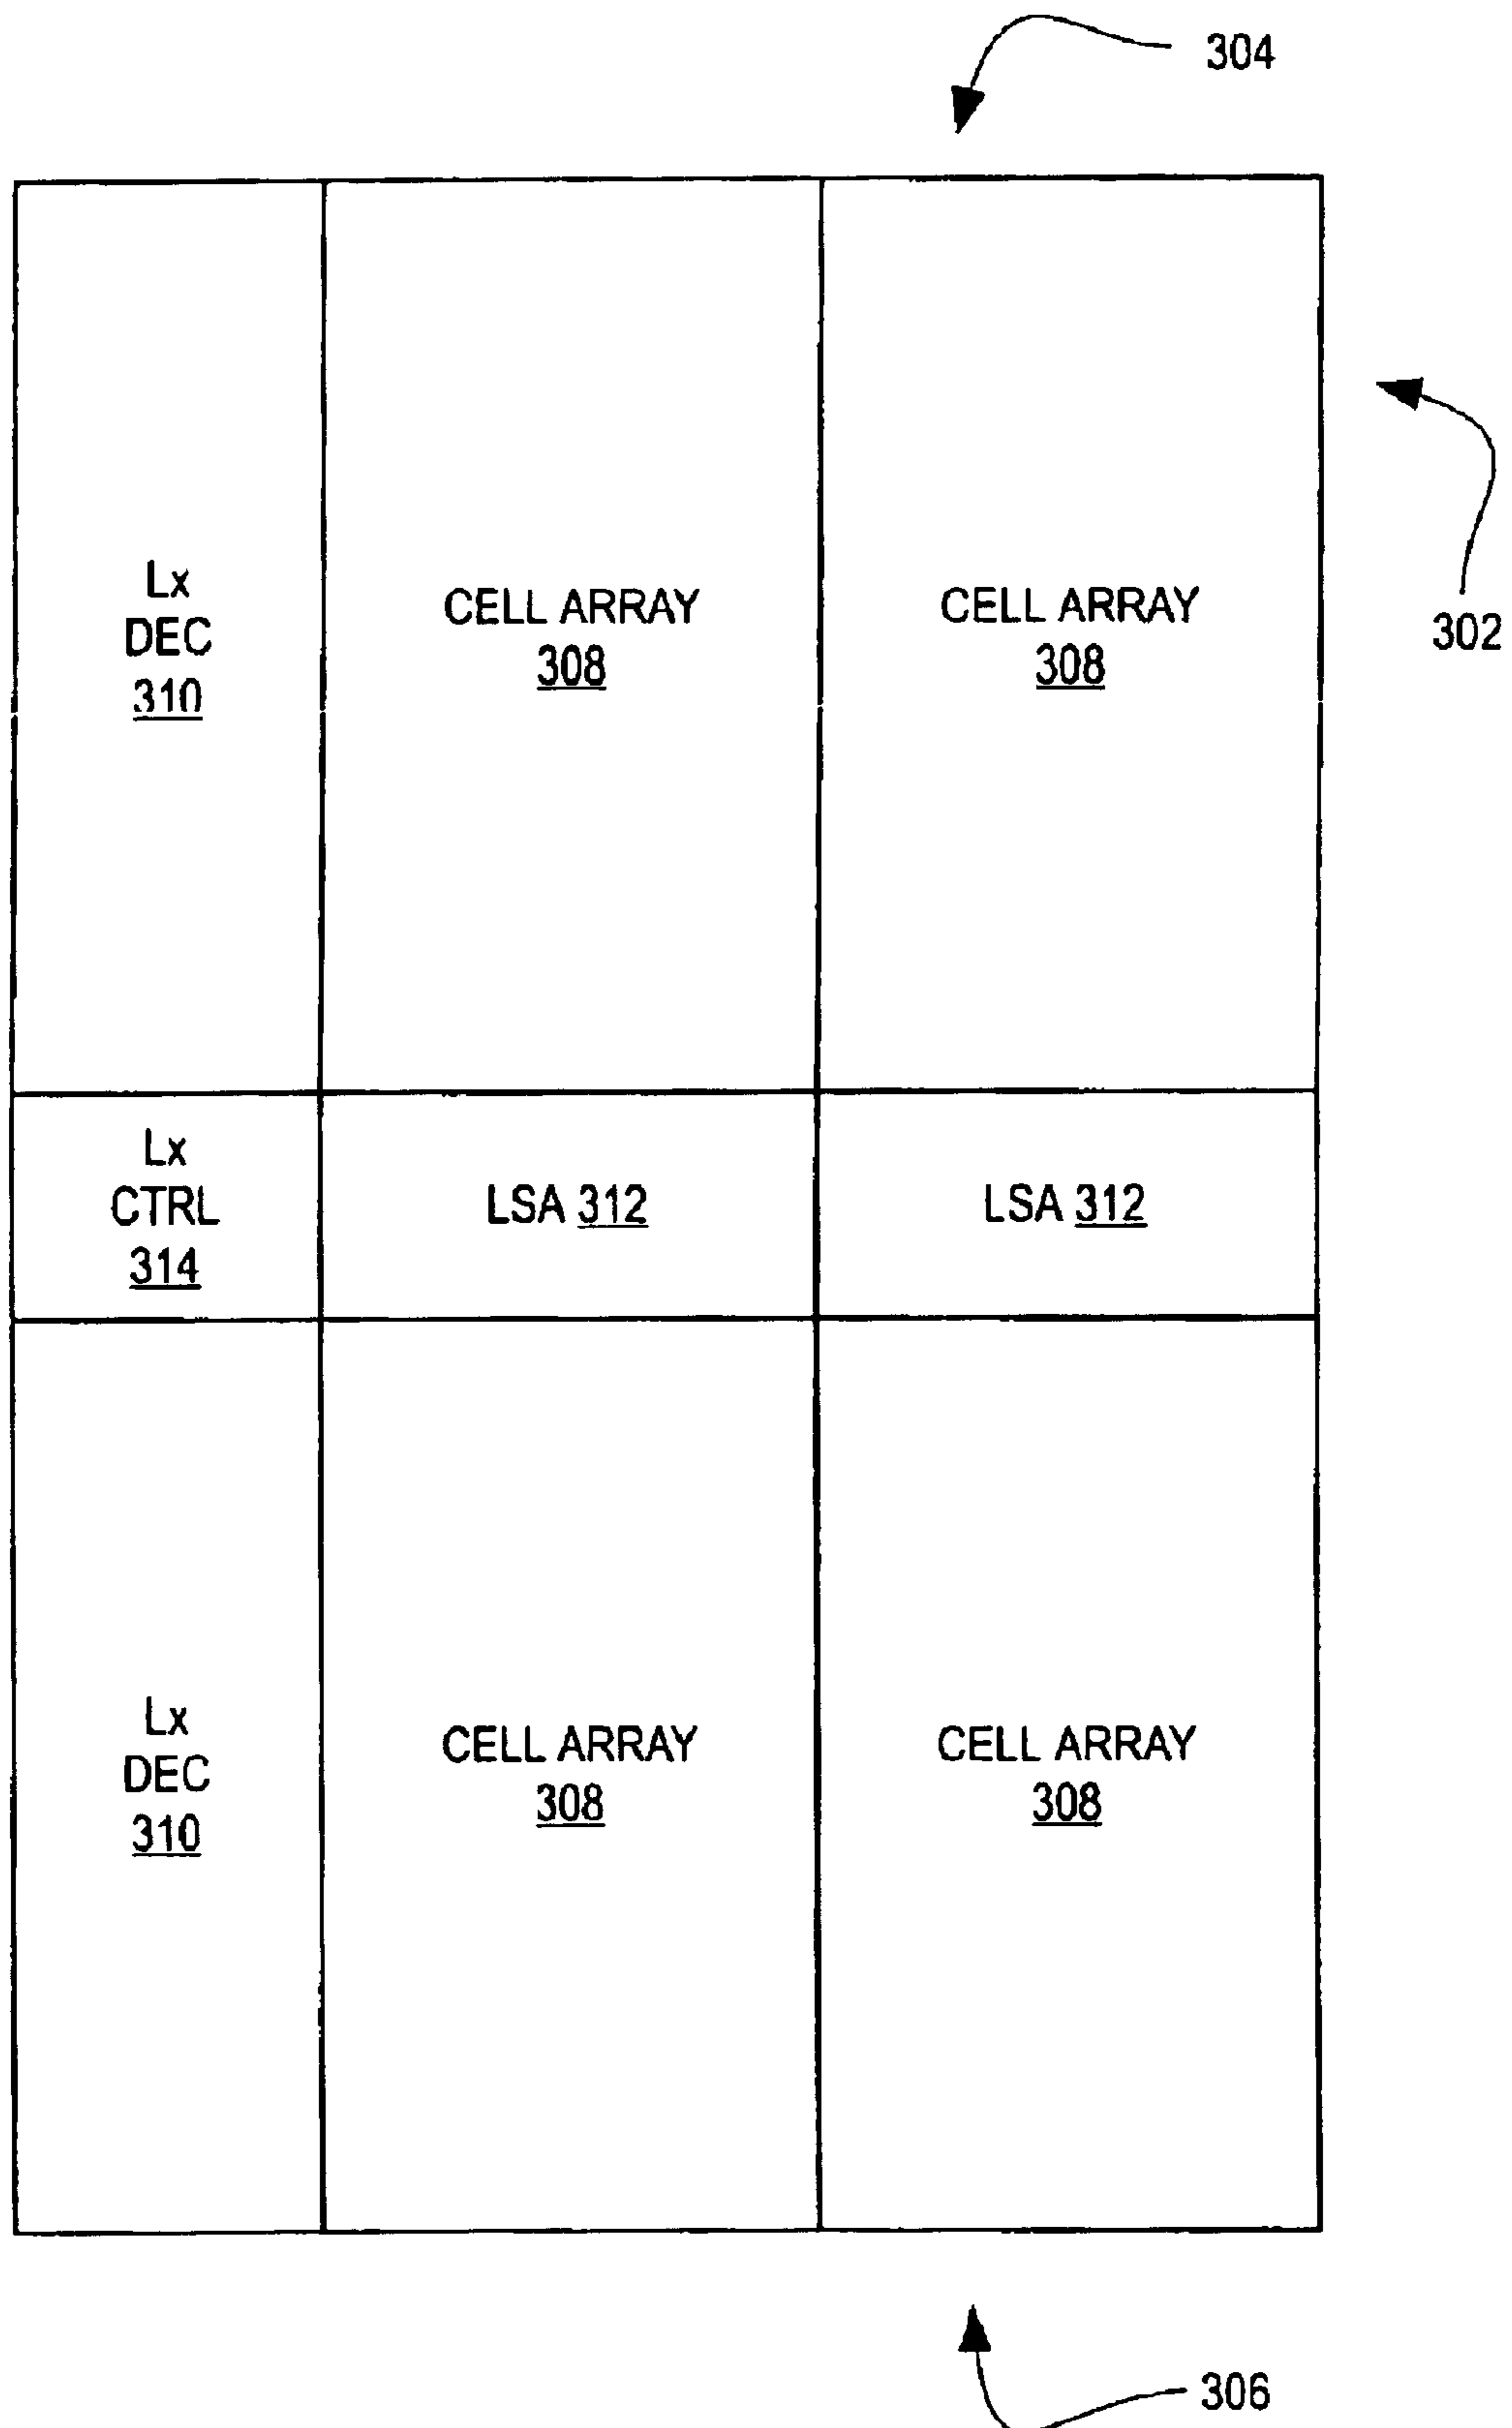 304
302
Lx
DEC
310
CELL ARRAY
308
CELL ARRAY
308
Lx
CTRL
314
LSA 312
LSA 312
Lx
DEC
310
CELL ARRAY
308
CELL ARRAY
308
306